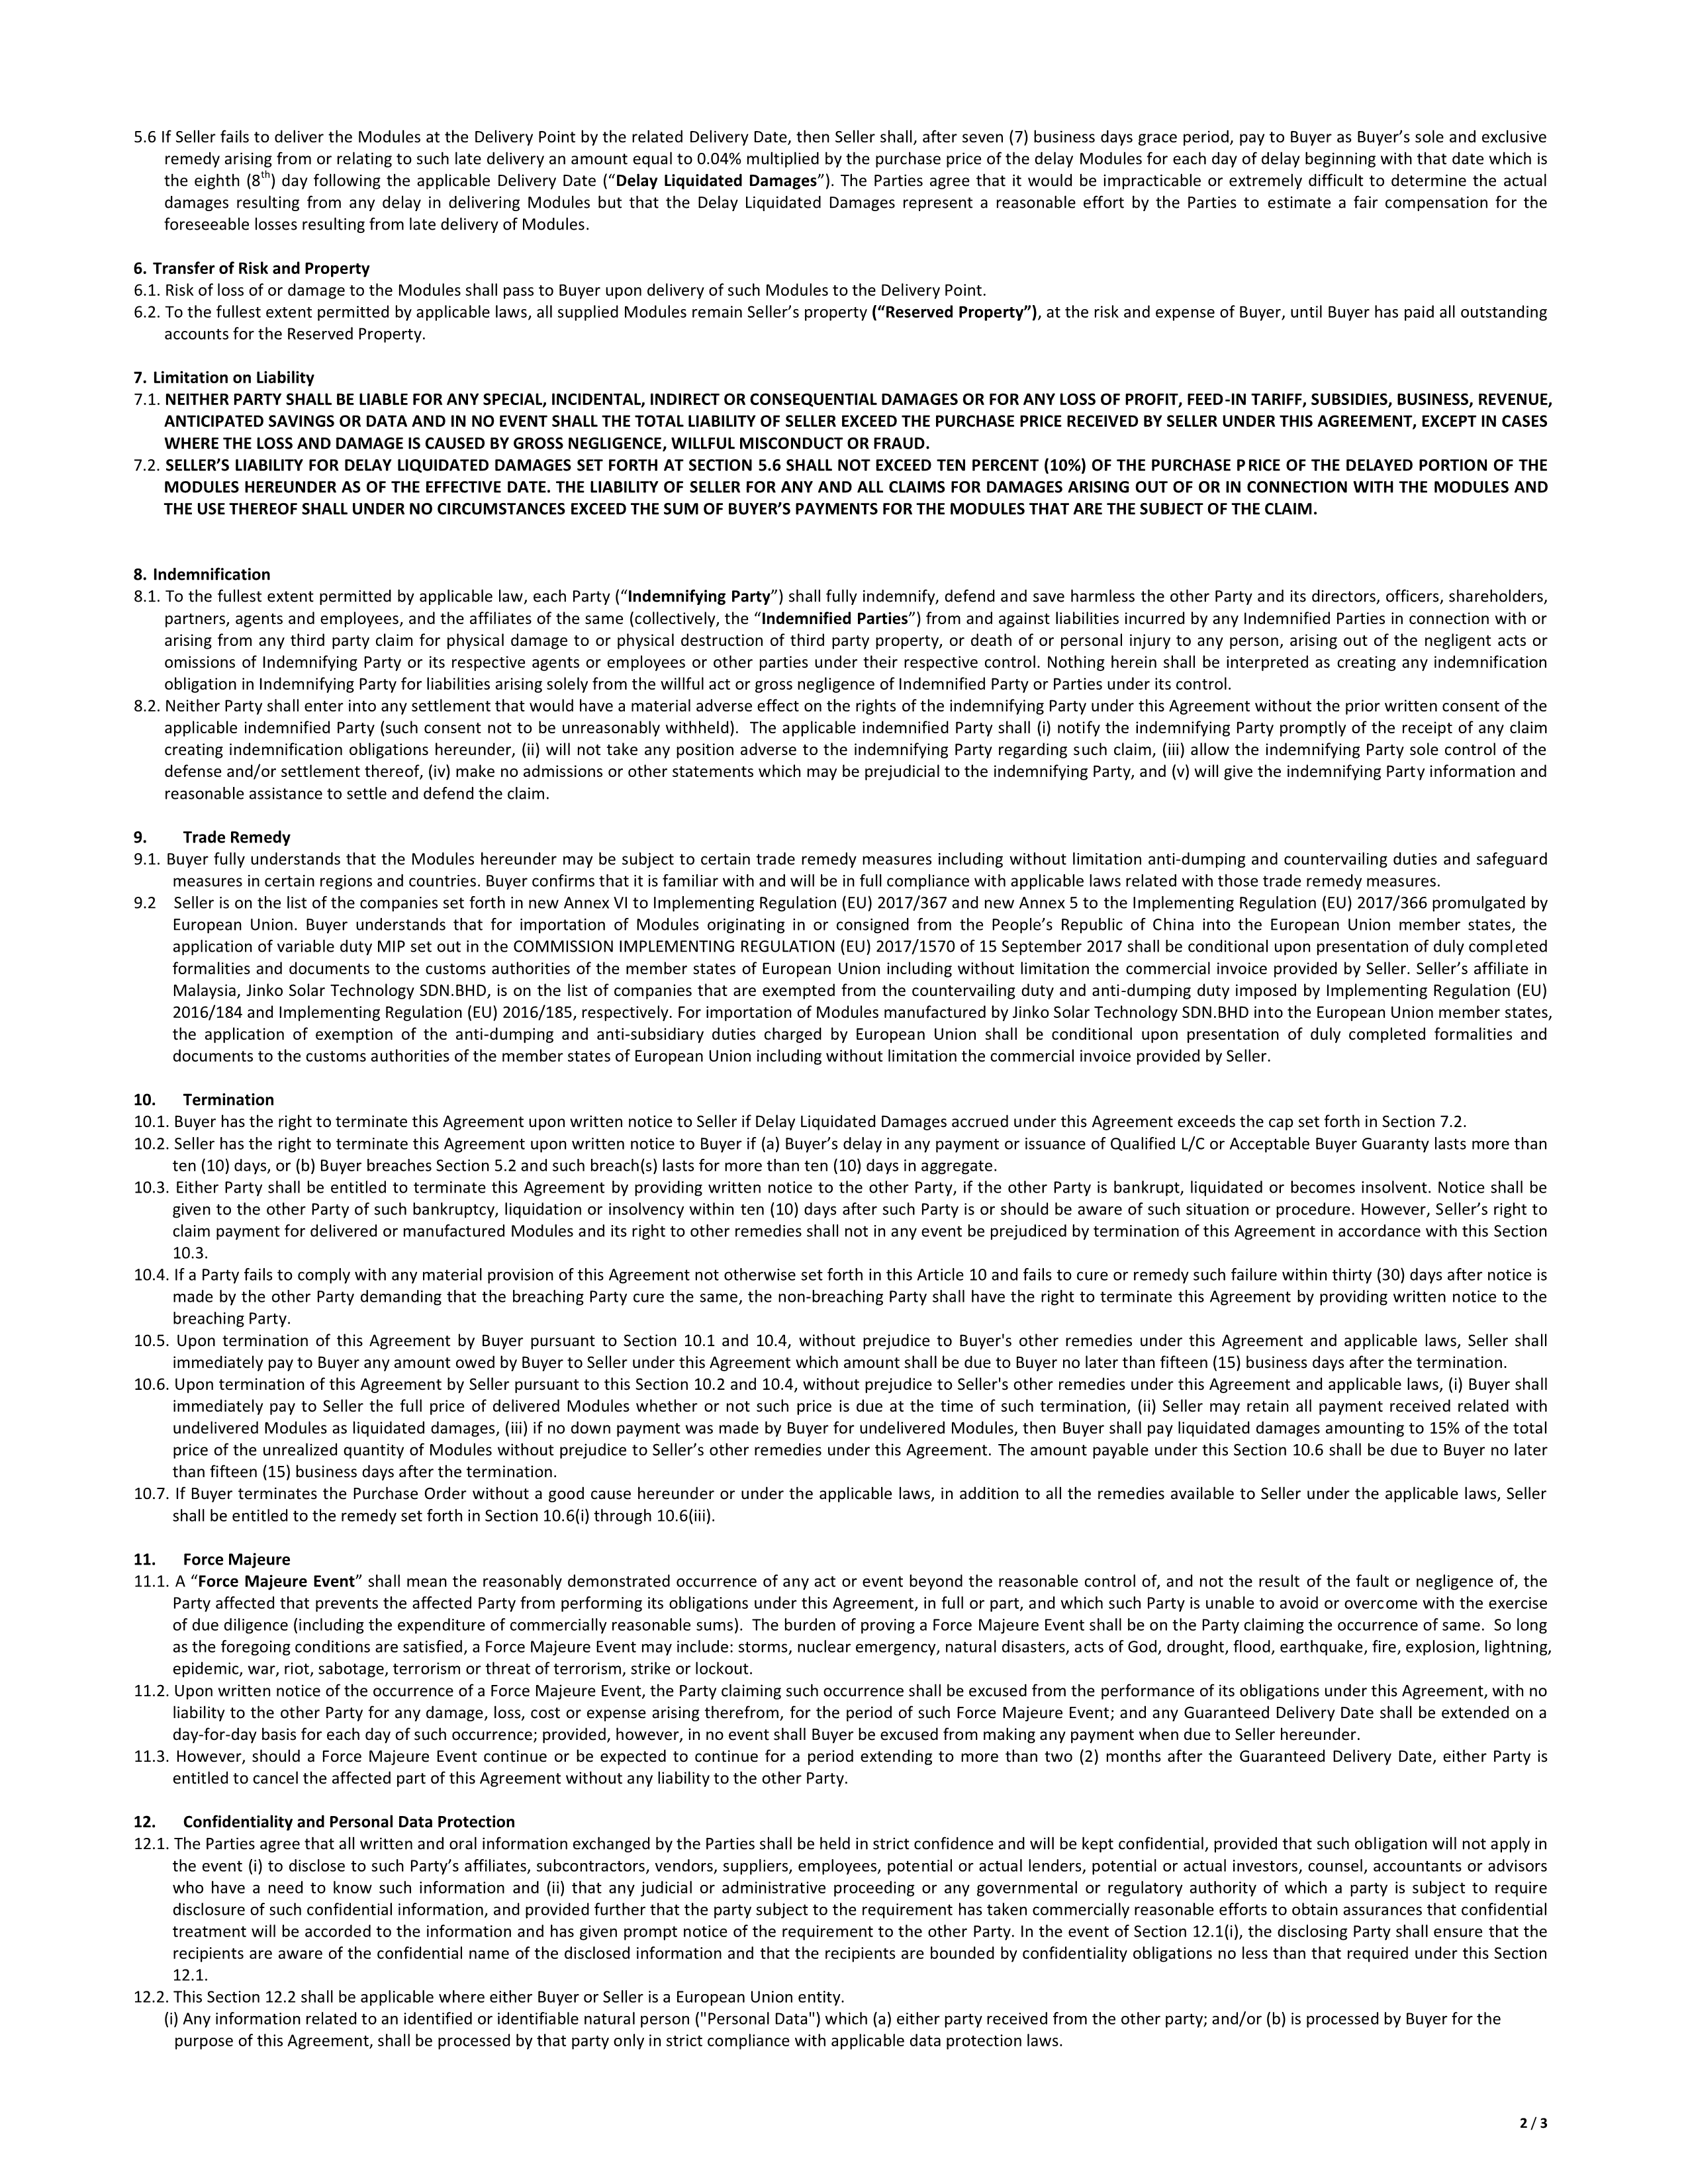 5.6 If Seller fails to deliver the Modules at the Delivery Point by the related Delivery Date, then Seller shall, after seven (7) business days grace period, pay to Buyer as Buyer’s sole and exclusive
remedy arising from or relating to such late delivery an amount equal to 0.04% multiplied by the purchase price of the delay Modules for each day of delay beginning with that date which is
the eighth (8th) day following the applicable Delivery Date (“Delay Liquidated Damages”). The Parties agree that it would be impracticable or extremely difficult to determine the actual
damages resulting from any delay in delivering Modules but that the Delay Liquidated Damages represent a reasonable effort by the Parties to estimate a fair compensation for the
foreseeable losses resulting from late delivery of Modules.
6. Transfer of Risk and Property
6.1. Risk of loss of or damage to the Modules shall pass to Buyer upon delivery of such Modules to the Delivery Point.
6.2. To the fullest extent permitted by applicable laws, all supplied Modules remain Seller’s property (“Reserved Property”), at the risk and expense of Buyer, until Buyer has paid all outstanding
accounts for the Reserved Property.
7. Limitation on Liability
7.1. NEITHER PARTY SHALL BE LIABLE FOR ANY SPECIAL, INCIDENTAL, INDIRECT OR CONSEQUENTIAL DAMAGES OR FOR ANY LOSS OF PROFIT, FEED-IN TARIFF, SUBSIDIES, BUSINESS, REVENUE,
ANTICIPATED SAVINGS OR DATA AND IN NO EVENT SHALL THE TOTAL LIABILITY OF SELLER EXCEED THE PURCHASE PRICE RECEIVED BY SELLER UNDER THIS AGREEMENT, EXCEPT IN CASES
WHERE THE LOSS AND DAMAGE IS CAUSED BY GROSS NEGLIGENCE, WILLFUL MISCONDUCT OR FRAUD.
7.2. SELLER’S LIABILITY FOR DELAY LIQUIDATED DAMAGES SET FORTH AT SECTION 5.6 SHALL NOT EXCEED TEN PERCENT (10%) OF THE PURCHASE PRICE OF THE DELAYED PORTION OF THE
MODULES HEREUNDER AS OF THE EFFECTIVE DATE. THE LIABILITY OF SELLER FOR ANY AND ALL CLAIMS FOR DAMAGES ARISING OUT OF OR IN CONNECTION WITH THE MODULES AND
THE USE THEREOF SHALL UNDER NO CIRCUMSTANCES EXCEED THE SUM OF BUYER’S PAYMENTS FOR THE MODULES THAT ARE THE SUBJECT OF THE CLAIM.
8. Indemnification
8.1. To the fullest extent permitted by applicable law, each Party (“Indemnifying Party”) shall fully indemnify, defend and save harmless the other Party and its directors, officers, shareholders,
partners, agents and employees, and the affiliates of the same (collectively, the “Indemnified Parties”) from and against liabilities incurred by any Indemnified Parties in connection with or
arising from any third party claim for physical damage to or physical destruction of third party property, or death of or personal injury to any person, arising out of the negligent acts or
omissions of Indemnifying Party or its respective agents or employees or other parties under their respective control. Nothing herein shall be interpreted as creating any indemnification
obligation in Indemnifying Party for liabilities arising solely from the willful act or gross negligence of Indemnified Party or Parties under its control.
8.2. Neither Party shall enter into any settlement that would have a material adverse effect on the rights of the indemnifying Party under this Agreement without the prior written consent of the
applicable indemnified Party (such consent not to be unreasonably withheld). The applicable indemnified Party shall (i) notify the indemnifying Party promptly of the receipt of any claim
creating indemnification obligations hereunder, (ii) will not take any position adverse to the indemnifying Party regarding such claim, (iii) allow the indemnifying Party sole control of the
defense and/or settlement thereof, (iv) make no admissions or other statements which may be prejudicial to the indemnifying Party, and (v) will give the indemnifying Party information and
reasonable assistance to settle and defend the claim.
9. Trade Remedy
9.1. Buyer fully understands that the Modules hereunder may be subject to certain trade remedy measures including without limitation anti-dumping and countervailing duties and safeguard
measures in certain regions and countries. Buyer confirms that it is familiar with and will be in full compliance with applicable laws related with those trade remedy measures.
9.2 Seller is on the list of the companies set forth in new Annex VI to Implementing Regulation (EU) 2017/367 and new Annex 5 to the Implementing Regulation (EU) 2017/366 promulgated by
European Union. Buyer understands that for importation of Modules originating in or consigned from the People’s Republic of China into the European Union member states, the
application of variable duty MIP set out in the COMMISSION IMPLEMENTING REGULATION (EU) 2017/1570 of 15 September 2017 shall be conditional upon presentation of duly completed
formalities and documents to the customs authorities of the member states of European Union including without limitation the commercial invoice provided by Seller. Seller’s affiliate in
Malaysia, Jinko Solar Technology SDN.BHD, is on the list of companies that are exempted from the countervailing duty and anti-dumping duty imposed by Implementing Regulation (EU)
2016/184 and Implementing Regulation (EU) 2016/185, respectively. For importation of Modules manufactured by Jinko Solar Technology SDN.BHD into the European Union member states,
the application of exemption of the anti-dumping and anti-subsidiary duties charged by European Union shall be conditional upon presentation of duly completed formalities and
documents to the customs authorities of the member states of European Union including without limitation the commercial invoice provided by Seller.
10. Termination
10.1. Buyer has the right to terminate this Agreement upon written notice to Seller if Delay Liquidated Damages accrued under this Agreement exceeds the cap set forth in Section 7.2.
10.2. Seller has the right to terminate this Agreement upon written notice to Buyer if (a) Buyer’s delay in any payment or issuance of Qualified L/C or Acceptable Buyer Guaranty lasts more than
ten (10) days, or (b) Buyer breaches Section 5.2 and such breach(s) lasts for more than ten (10) days in aggregate.
10.3. Either Party shall be entitled to terminate this Agreement by providing written notice to the other Party, if the other Party is bankrupt, liquidated or becomes insolvent. Notice shall be
given to the other Party of such bankruptcy, liquidation or insolvency within ten (10) days after such Party is or should be aware of such situation or procedure. However, Seller’s right to
claim payment for delivered or manufactured Modules and its right to other remedies shall not in any event be prejudiced by termination of this Agreement in accordance with this Section
10.3.
10.4. If a Party fails to comply with any material provision of this Agreement not otherwise set forth in this Article 10 and fails to cure or remedy such failure within thirty (30) days after notice is
made by the other Party demanding that the breaching Party cure the same, the non-breaching Party shall have the right to terminate this Agreement by providing written notice to the
breaching Party.
10.5. Upon termination of this Agreement by Buyer pursuant to Section 10.1 and 10.4, without prejudice to Buyer's other remedies under this Agreement and applicable laws, Seller shall
immediately pay to Buyer any amount owed by Buyer to Seller under this Agreement which amount shall be due to Buyer no later than fifteen (15) business days after the termination.
10.6. Upon termination of this Agreement by Seller pursuant to this Section 10.2 and 10.4, without prejudice to Seller's other remedies under this Agreement and applicable laws, (i) Buyer shall
immediately pay to Seller the full price of delivered Modules whether or not such price is due at the time of such termination, (ii) Seller may retain all payment received related with
undelivered Modules as liquidated damages, (iii) if no down payment was made by Buyer for undelivered Modules, then Buyer shall pay liquidated damages amounting to 15% of the total
price of the unrealized quantity of Modules without prejudice to Seller’s other remedies under this Agreement. The amount payable under this Section 10.6 shall be due to Buyer no later
than fifteen (15) business days after the termination.
10.7. If Buyer terminates the Purchase Order without a good cause hereunder or under the applicable laws, in addition to all the remedies available to Seller under the applicable laws, Seller
shall be entitled to the remedy set forth in Section 10.6(i) through 10.6(iii).
11. Force Majeure
11.1. A “Force Majeure Event” shall mean the reasonably demonstrated occurrence of any act or event beyond the reasonable control of, and not the result of the fault or negligence of, the
Party affected that prevents the affected Party from performing its obligations under this Agreement, in full or part, and which such Party is unable to avoid or overcome with the exercise
of due diligence (including the expenditure of commercially reasonable sums). The burden of proving a Force Majeure Event shall be on the Party claiming the occurrence of same. So long
as the foregoing conditions are satisfied, a Force Majeure Event may include: storms, nuclear emergency, natural disasters, acts of God, drought, flood, earthquake, fire, explosion, lightning,
epidemic, war, riot, sabotage, terrorism or threat of terrorism, strike or lockout.
11.2. Upon written notice of the occurrence of a Force Majeure Event, the Party claiming such occurrence shall be excused from the performance of its obligations under this Agreement, with no
liability to the other Party for any damage, loss, cost or expense arising therefrom, for the period of such Force Majeure Event; and any Guaranteed Delivery Date shall be extended on a
day-for-day basis for each day of such occurrence; provided, however, in no event shall Buyer be excused from making any payment when due to Seller hereunder.
11.3. However, should a Force Majeure Event continue or be expected to continue for a period extending to more than two (2) months after the Guaranteed Delivery Date, either Party is
entitled to cancel the affected part of this Agreement without any liability to the other Party.
12. Confidentiality and Personal Data Protection
12.1. The Parties agree that all written and oral information exchanged by the Parties shall be held in strict confidence and will be kept confidential, provided that such obligation will not apply in
the event (i) to disclose to such Party’s affiliates, subcontractors, vendors, suppliers, employees, potential or actual lenders, potential or actual investors, counsel, accountants or advisors
who have a need to know such information and (ii) that any judicial or administrative proceeding or any governmental or regulatory authority of which a party is subject to require
disclosure of such confidential information, and provided further that the party subject to the requirement has taken commercially reasonable efforts to obtain assurances that confidential
treatment will be accorded to the information and has given prompt notice of the requirement to the other Party. In the event of Section 12.1(i), the disclosing Party shall ensure that the
recipients are aware of the confidential name of the disclosed information and that the recipients are bounded by confidentiality obligations no less than that required under this Section
12.1.
12.2. This Section 12.2 shall be applicable where either Buyer or Seller is a European Union entity.
(i) Any information related to an identified or identifiable natural person ("Personal Data") which (a) either party received from the other party; and/or (b) is processed by Buyer for the
purpose of this Agreement, shall be processed by that party only in strict compliance with applicable data protection laws.
2 / 3